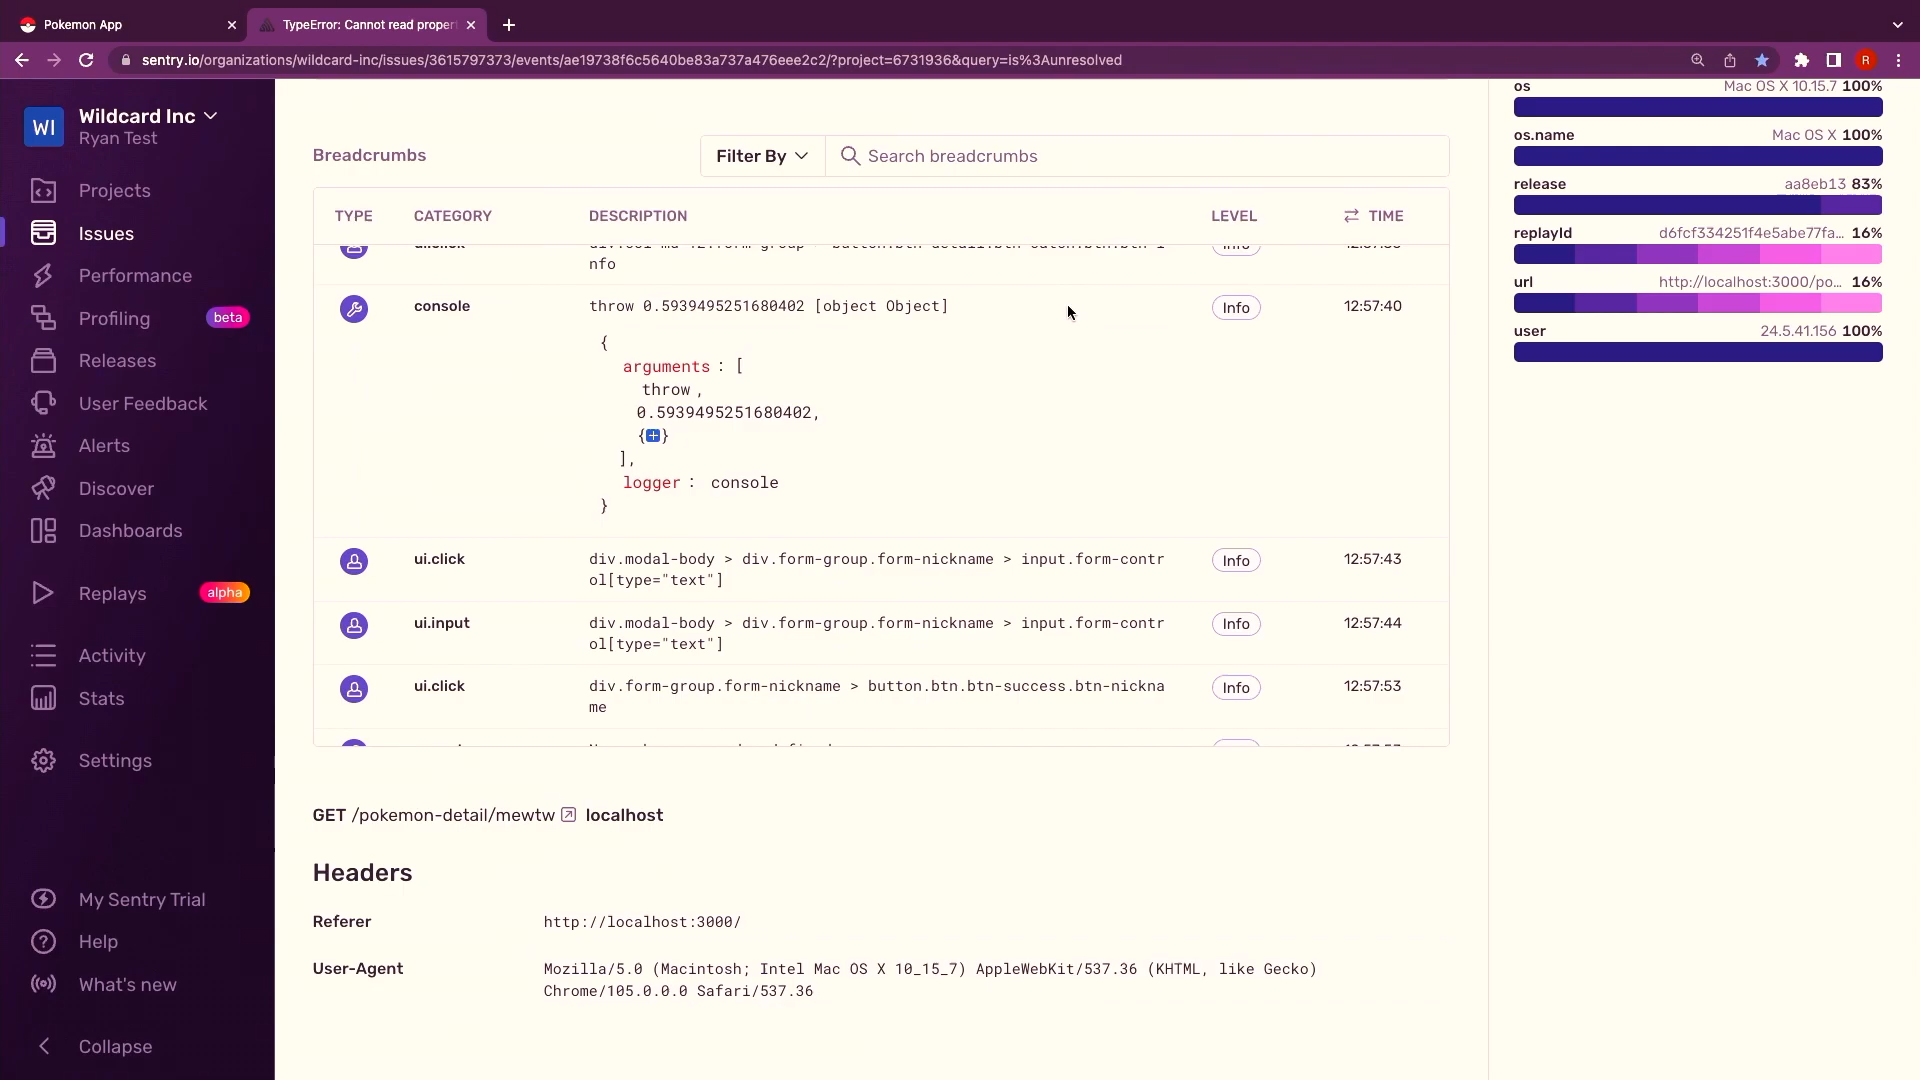 Pokemon App
TypeError: Cannot read proper
sentry.io/organizations/wildcard-inc/issues/3615797373/events/ae19738f6c5640be83a737a476eee2c2/?project=6731936&query=is%3Aunresolved
R
WI
Wildcard Inc
Ryan Test
Projects
Issues
Performance
Profiling beta
Releases
User Feedback
Alerts
Discover
Dashboards
Replays alpha
Activity
Stats
Settings
My Sentry Trial
Help
What's new
Collapse
Breadcrumbs
Filter By
Search breadcrumbs
TYPE CATEGORY DESCRIPTION LEVEL TIME
nfo
console throw 0.5939495251680402 [object Object] Info 12:57:40
{
arguments : [
throw ,
0.5939495251680402,
{+}
],
logger : console
}
ui.click div.modal-body > div.form-group.form-nickname > input.form-contr Info 12:57:43
ol[type="text"]
ui.input div.modal-body > div.form-group.form-nickname > input.form-contr Info 12:57:44
ol[type="text"]
ui.click div.form-group.form-nickname > button.btn.btn-success.btn-nickna Info 12:57:53
me
GET /pokemon-detail/mewtw localhost
Headers
Referer http://localhost:3000/
User-Agent Mozilla/5.0 (Macintosh; Intel Mac OS X 10_15_7) AppleWebKit/537.36 (KHTML, like Gecko)
Chrome/105.0.0.0 Safari/537.36
os Mac OS X 10.15.7 100%
os.name Mac OS X 100%
release aa8eb13 83%
replayId d6fcf334251f4e5abe77fa... 16%
url http://localhost:3000/po... 16%
user 24.5.41.156 100%